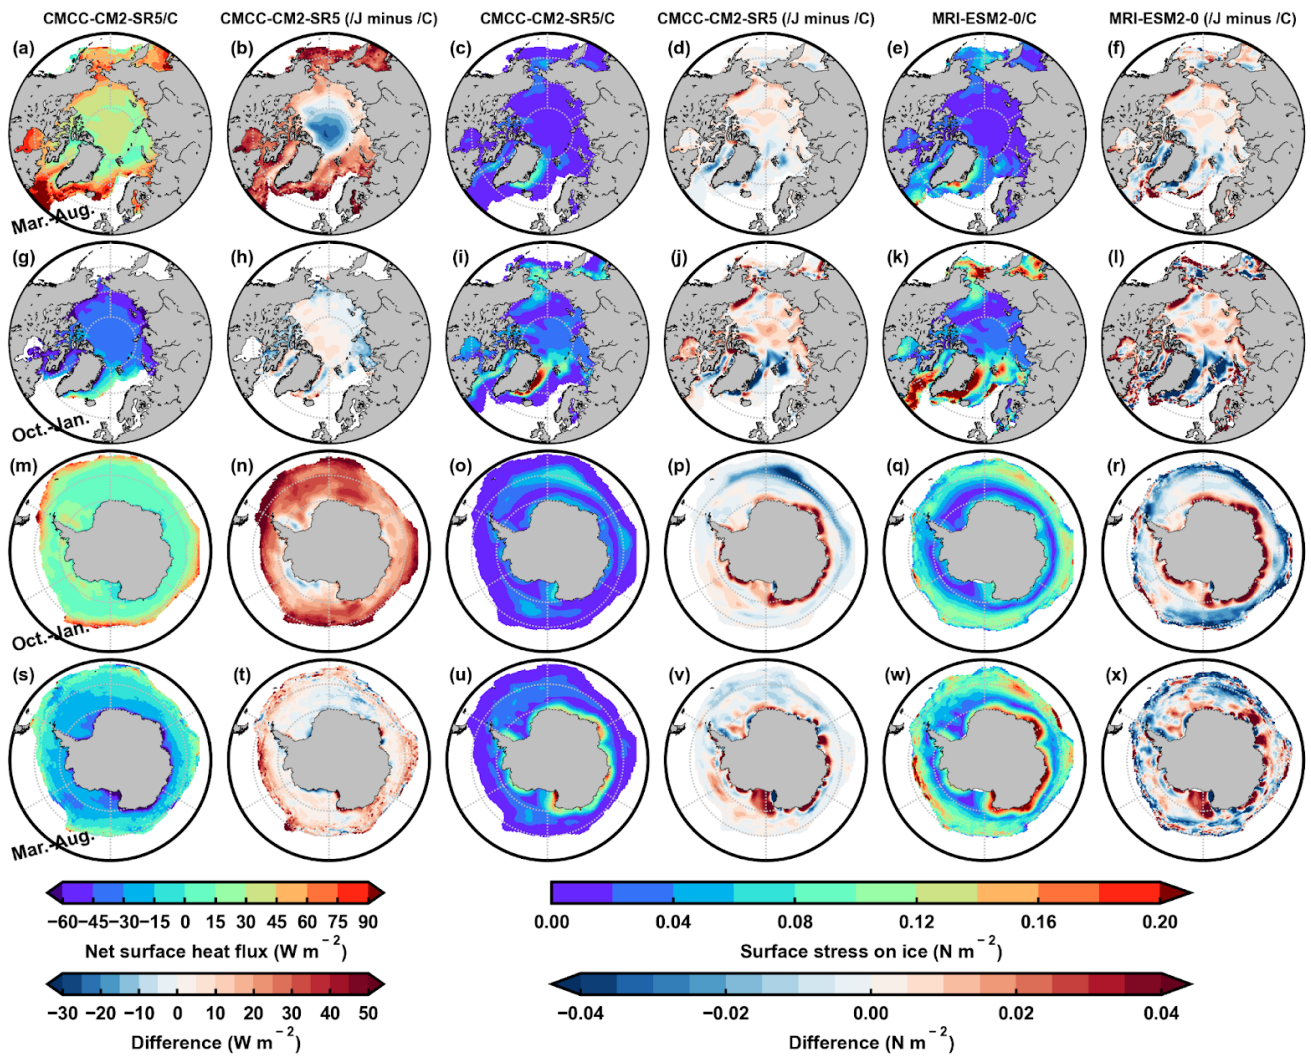 CMCC-CM2-SR5/C CMCC-CM2-SR5 (/J minus /C) CMCC-CM2-SR5/C CMCC-CM2-SR5 (/J minus /C) MRI-ESM2-0/C MRI-ESM2-0 (/J minus /C)
(a) (b) (c) (d) (e) (f)
Mar.-Aug.
(g) (h) (i) (j) (k) (l)
Oct.-Jan.
(m) (n) (o) (p) (q) (r)
Oct.-Jan.
(s) (t) (u) (v) (w) (x)
Mar.-Aug.
−60 −45 −30 −15 0 15 30 45 60 75 90
Net surface heat flux (W m−2)
0.00 0.04 0.08 0.12 0.16 0.20
Surface stress on ice (N m−2)
−30 −20 −10 0 10 20 30 40 50
Difference (W m−2)
−0.04 −0.02 0.00 0.02 0.04
Difference (N m−2)